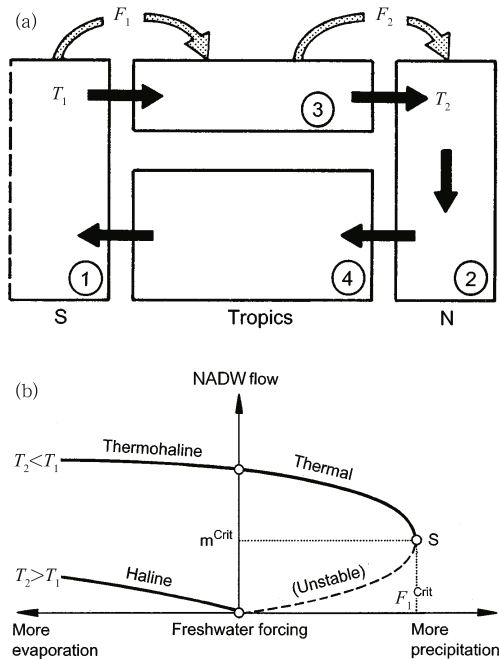 (a)
F₁
F₂
T₁
T₂
3
1
4
2
S
Tropics
N
(b)
NADW flow
T₂<T₁
Thermohaline
Thermal
mCrit
S
T₂>T₁
Haline
(Unstable)
F₁Crit
More evaporation
Freshwater forcing
More precipitation